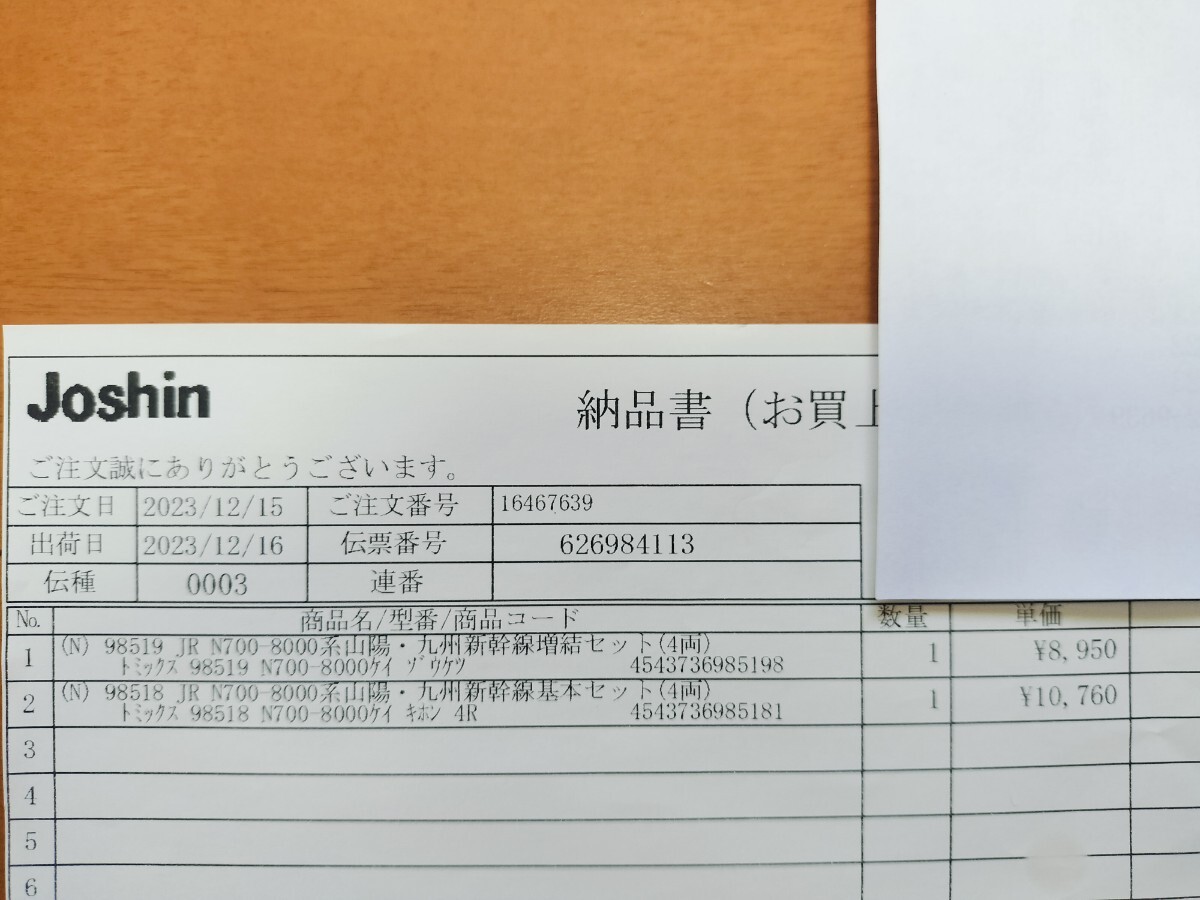 Joshin
納品書（お買上
ご注文誠にありがとうございます。
ご注文日 2023/12/15 ご注文番号 16467639
出荷日 2023/12/16 伝票番号 626984113
伝種 0003 連番
No. 商品名/型番/商品コード 数量 単価
1 (N) 98519 JR N700-8000系山陽・九州新幹線増結セット(4両) 1 ¥8,950
ﾄﾐｯｸｽ 98519 N700-8000ｹｲ ｿﾞｳｹﾂ 4543736985198
2 (N) 98518 JR N700-8000系山陽・九州新幹線基本セット(4両) 1 ¥10,760
ﾄﾐｯｸｽ 98518 N700-8000ｹｲ ｷﾎﾝ 4R 4543736985181
3
4
5
6